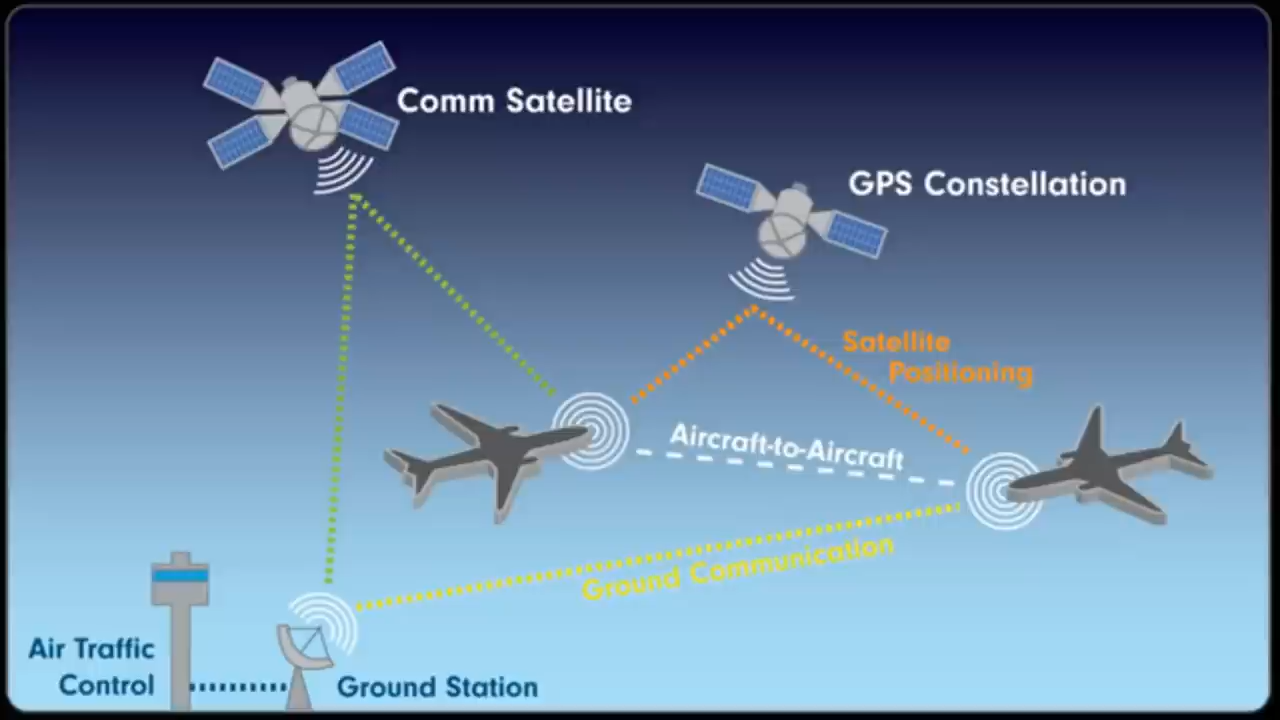 Comm Satellite
GPS Constellation
Satellite
Positioning
Aircraft-to-Aircraft
Ground Communication
Air Traffic
Control
Ground Station